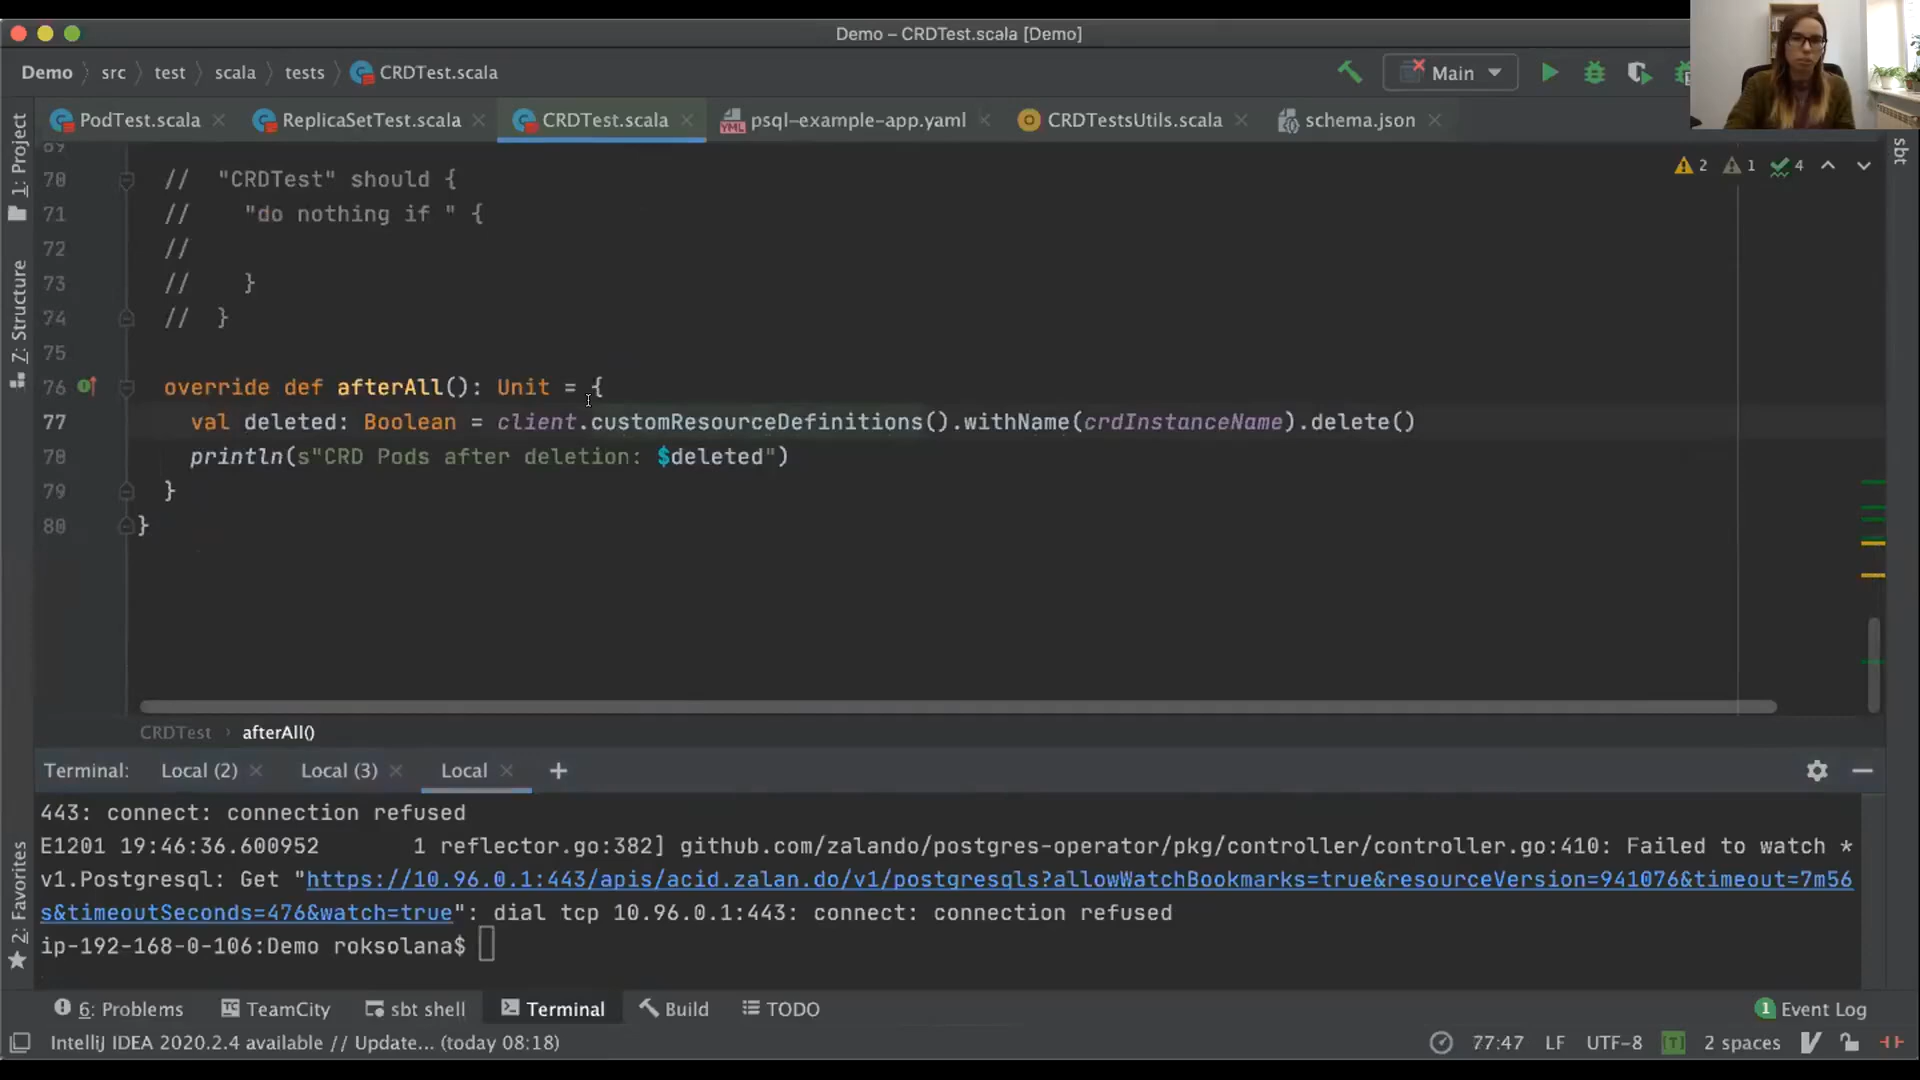 Demo – CRDTest.scala [Demo]
Demo src test scala tests CRDTest.scala
Main
PodTest.scala ReplicaSetTest.scala CRDTest.scala psql-example-app.yaml CRDTestsUtils.scala schema.json
1: Project
7: Structure
2: Favorites
sbt
2 1 4
69
70 // "CRDTest" should {
71 // "do nothing if " {
72 //
73 // }
74 // }
75
76 override def afterAll(): Unit = {
77 val deleted: Boolean = client.customResourceDefinitions().withName(crdInstanceName).delete()
78 println(s"CRD Pods after deletion: $deleted")
79 }
80 }
CRDTest › afterAll()
Terminal: Local (2) Local (3) Local +
443: connect: connection refused
E1201 19:46:36.600952 1 reflector.go:382] github.com/zalando/postgres-operator/pkg/controller/controller.go:410: Failed to watch *
v1.Postgresql: Get "https://10.96.0.1:443/apis/acid.zalan.do/v1/postgresqls?allowWatchBookmarks=true&resourceVersion=941076&timeout=7m56
s&timeoutSeconds=476&watch=true": dial tcp 10.96.0.1:443: connect: connection refused
ip-192-168-0-106:Demo roksolana$
6: Problems TeamCity sbt shell Terminal Build TODO 1 Event Log
IntelliJ IDEA 2020.2.4 available // Update... (today 08:18) 77:47 LF UTF-8 [T] 2 spaces